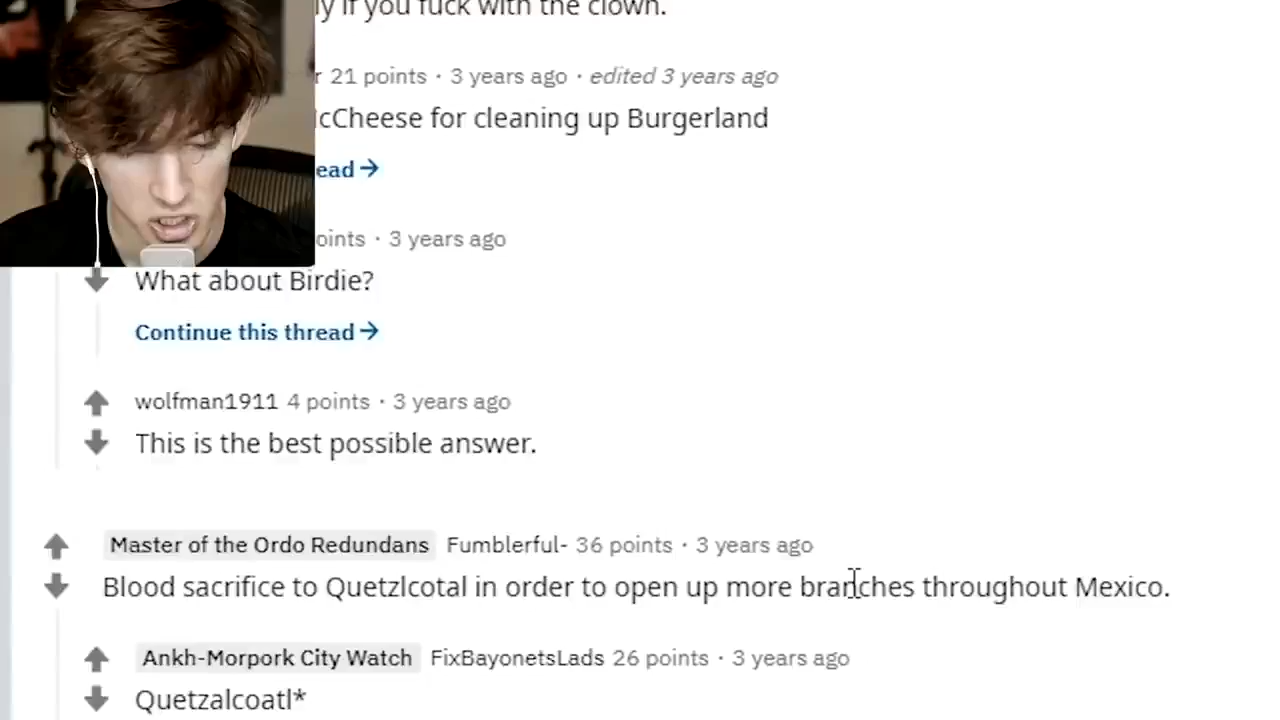 if you fuck with the clown.
21 points · 3 years ago · edited 3 years ago
cCheese for cleaning up Burgerland
ead →
oints · 3 years ago
What about Birdie?
Continue this thread →
wolfman1911 4 points · 3 years ago
This is the best possible answer.
Master of the Ordo Redundans Fumblerful- 36 points · 3 years ago
Blood sacrifice to Quetzlcotal in order to open up more branches throughout Mexico.
Ankh-Morpork City Watch FixBayonetsLads 26 points · 3 years ago
Quetzalcoatl*